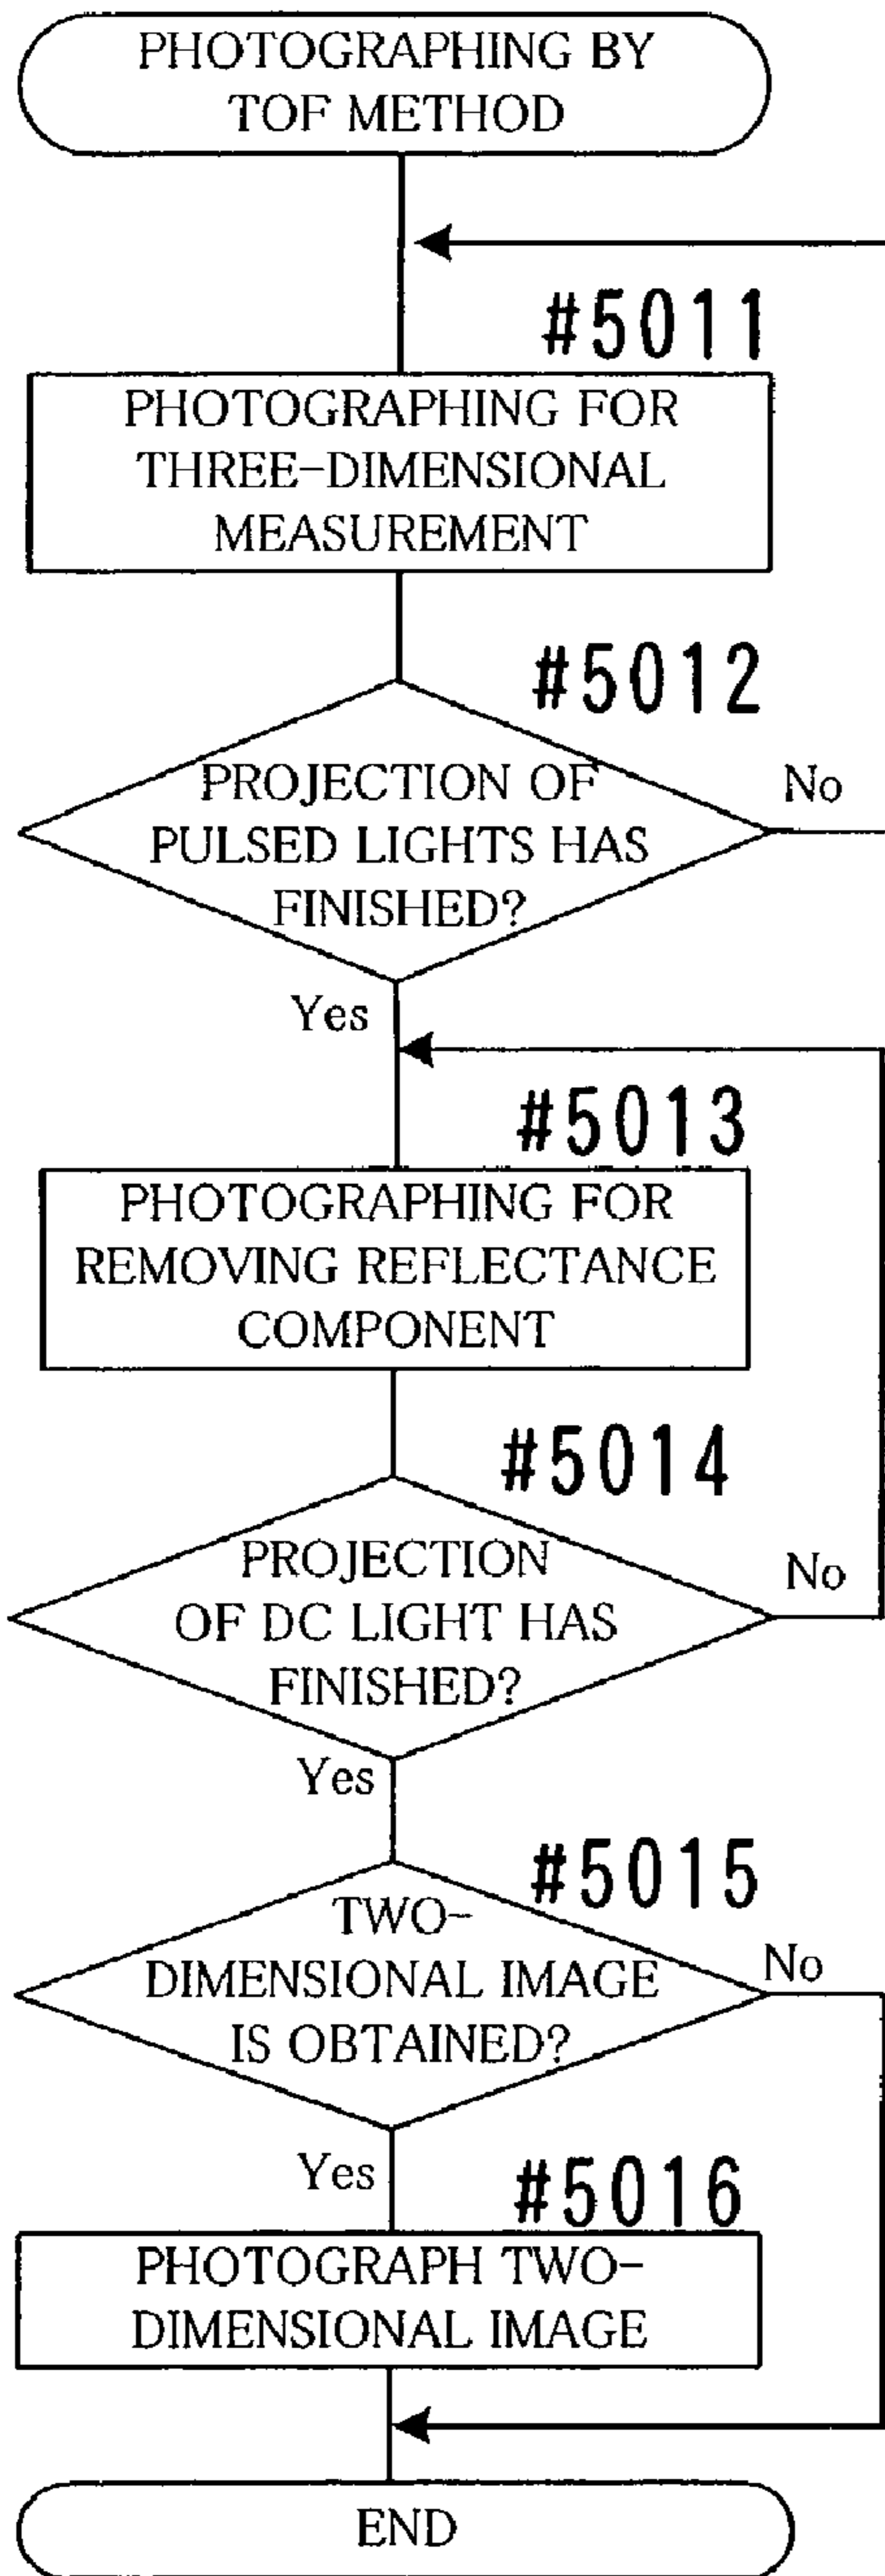 PHOTOGRAPHING BY
TOF METHOD
#5011
PHOTOGRAPHING FOR
THREE-DIMENSIONAL
MEASUREMENT
#5012
PROJECTION OF
PULSED LIGHTS HAS
FINISHED?
No
Yes
#5013
PHOTOGRAPHING FOR
REMOVING REFLECTANCE
COMPONENT
#5014
PROJECTION
OF DC LIGHT HAS
FINISHED?
No
Yes
#5015
TWO-
DIMENSIONAL IMAGE
IS OBTAINED?
No
Yes
#5016
PHOTOGRAPH TWO-
DIMENSIONAL IMAGE
END